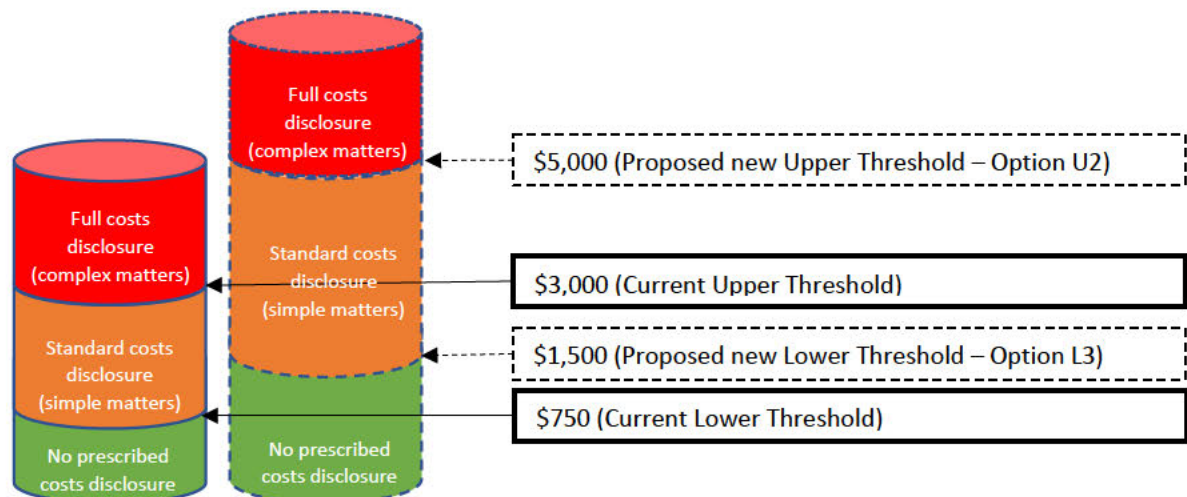 Full costs
disclosure
(complex matters)
Standard costs
disclosure
(simple matters)
No prescribed
costs disclosure
Full costs
disclosure
(complex matters)
Standard costs
disclosure
(simple matters)
No prescribed
costs disclosure
$5,000 (Proposed new Upper Threshold – Option U2)
$3,000 (Current Upper Threshold)
$1,500 (Proposed new Lower Threshold – Option L3)
$750 (Current Lower Threshold)